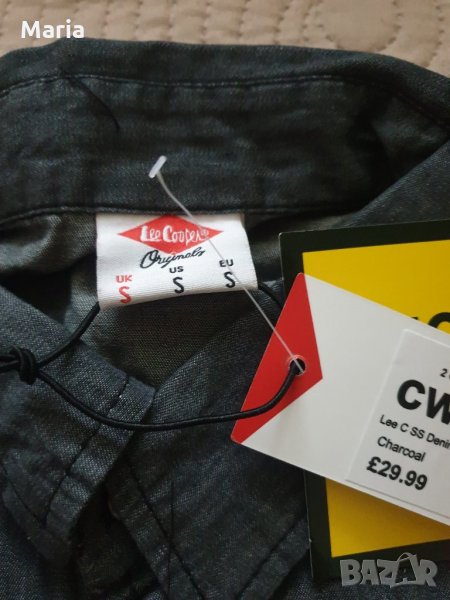 Maria
Lee Cooper
Originals
UK US EU
S S S
CW
Lee C SS Deni
Charcoal
£29.99
BAZAR